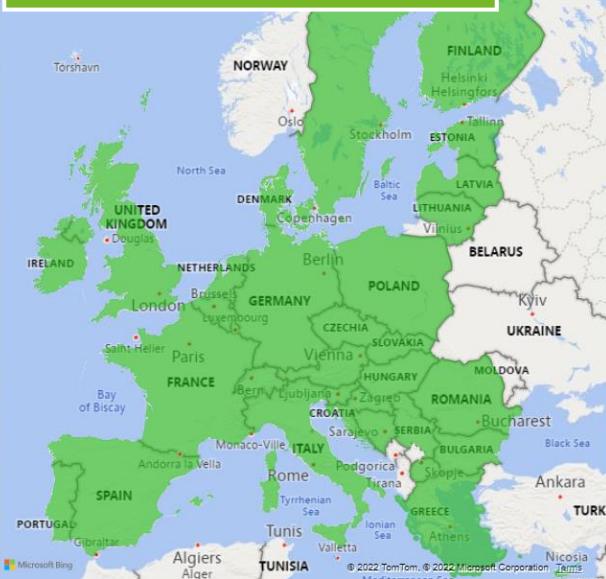 FINLAND
NORWAY
Torshavn
Helsinki
Helsingfors
Oslo
Tallinn
Stockholm
ESTONIA
North Sea
Baltic
Sea
LATVIA
DENMARK
Copenhagen
LITHUANIA
Vilnius
UNITED
KINGDOM
Douglas
BELARUS
IRELAND
NETHERLANDS
Berlin
POLAND
London
Brussels
GERMANY
Kyiv
Luxembourg
CZECHIA
UKRAINE
SLOVAKIA
Saint Helier
Paris
Vienna
MOLDOVA
HUNGARY
FRANCE
Bern
Ljubljana
Zagreb
ROMANIA
Bay
of Biscay
CROATIA
Bucharest
Sarajevo
SERBIA
Monaco-Ville
ITALY
BULGARIA
Black Sea
Andorra la Vella
Podgorica
Skopje
Rome
Tirana
Ankara
SPAIN
Tyrrhenian
Sea
GREECE
TURK
PORTUGAL
Ionian
Sea
Athens
Gibraltar
Tunis
Valletta
Nicosia
Algiers
Alger
TUNISIA
Microsoft Bing
© 2022 TomTom, © 2022 Microsoft Corporation Terms
Mediterranean Sea